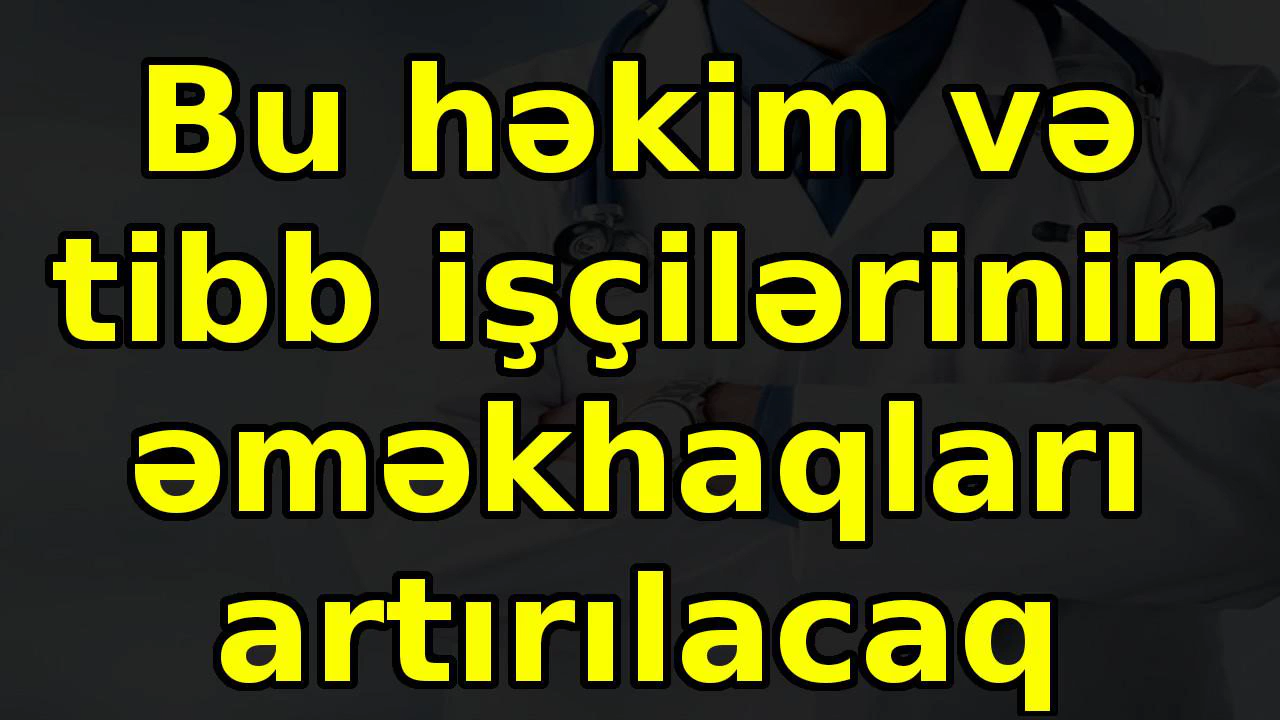 Bu həkim və
tibb işçilərinin
əməkhaqları
artırılacaq